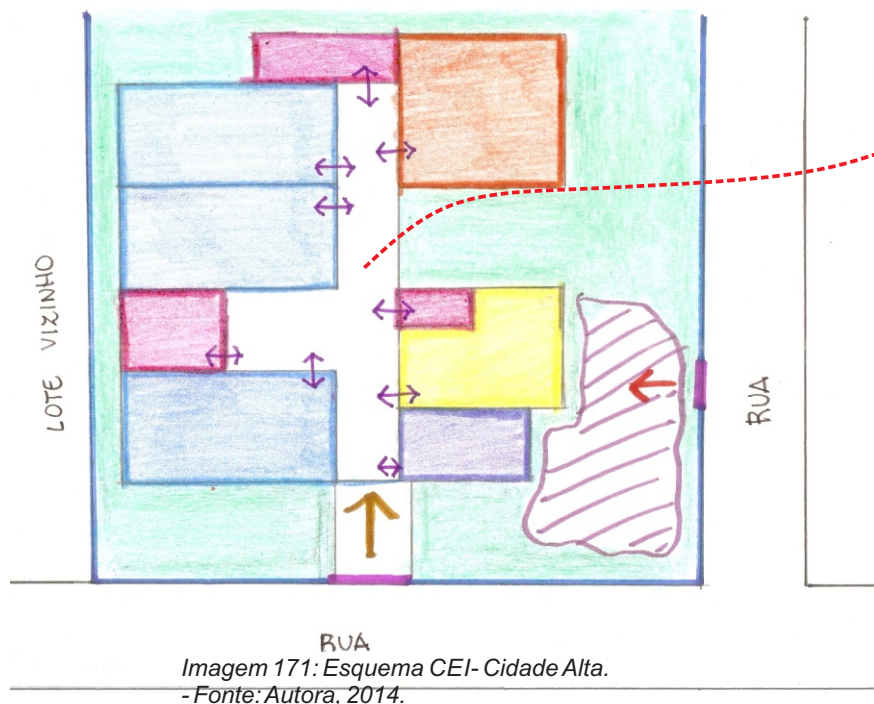 LOTE VIZINHO
RUA
RUA
Imagem 171: Esquema CEI- Cidade Alta.
- Fonte: Autora, 2014.